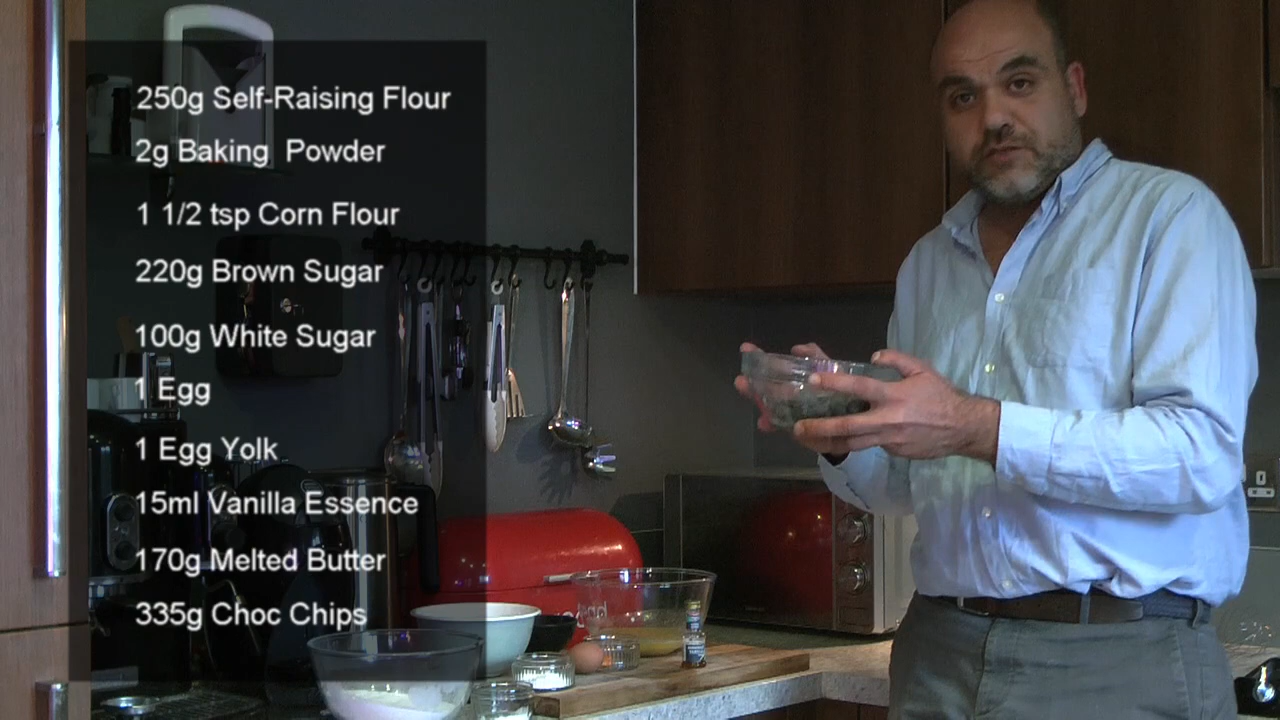 250g Self-Raising Flour
2g Baking Powder
1 1/2 tsp Corn Flour
220g Brown Sugar
100g White Sugar
1 Egg
1 Egg Yolk
15ml Vanilla Essence
170g Melted Butter
335g Choc Chips